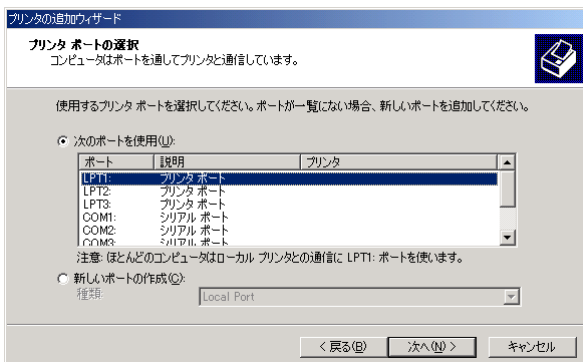 プリンタの追加ウィザード
プリンタ ポートの選択
コンピュータはポートを通してプリンタと通信しています。
使用するプリンタ ポートを選択してください。ポートが一覧にない場合、新しいポートを追加してください。
次のポートを使用(U):
ポート 説明 プリンタ
LPT1: プリンタ ポート
LPT2: プリンタ ポート
LPT3: プリンタ ポート
COM1: シリアル ポート
COM2: シリアル ポート
COM3: シリアル ポート
注意: ほとんどのコンピュータはローカル プリンタとの通信に LPT1: ポートを使います。
新しいポートの作成(C):
種類: Local Port
< 戻る(B) 次へ(N) > キャンセル